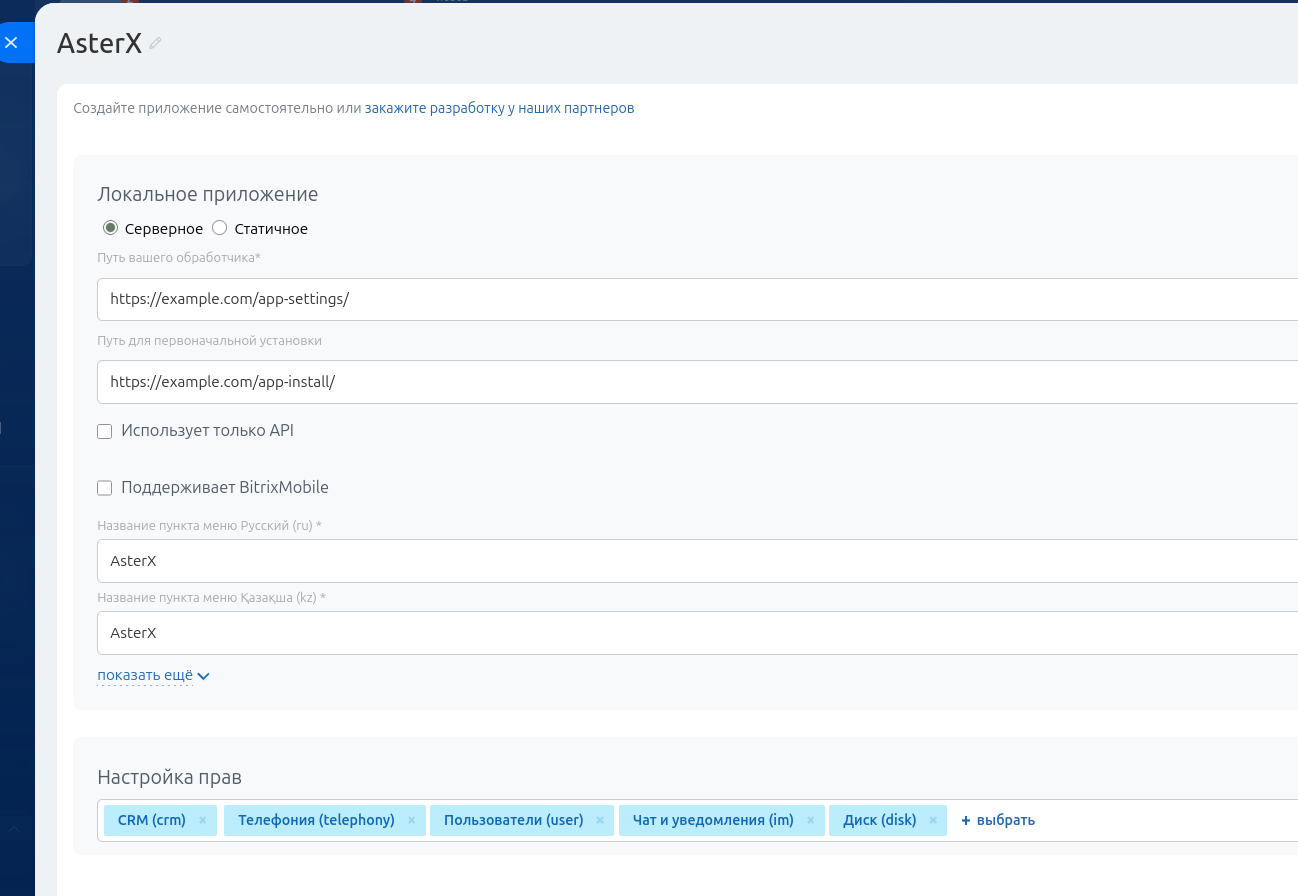 AsterX
Создайте приложение самостоятельно или закажите разработку у наших партнеров
Локальное приложение
Серверное Статичное
Путь вашего обработчика*
https://example.com/app-settings/
Путь для первоначальной установки
https://example.com/app-install/
Использует только API
Поддерживает BitrixMobile
Название пункта меню Русский (ru) *
AsterX
Название пункта меню Қазақша (kz) *
AsterX
показать ещё
Настройка прав
CRM (crm) × Телефония (telephony) × Пользователи (user) × Чат и уведомления (im) × Диск (disk) × + выбрать